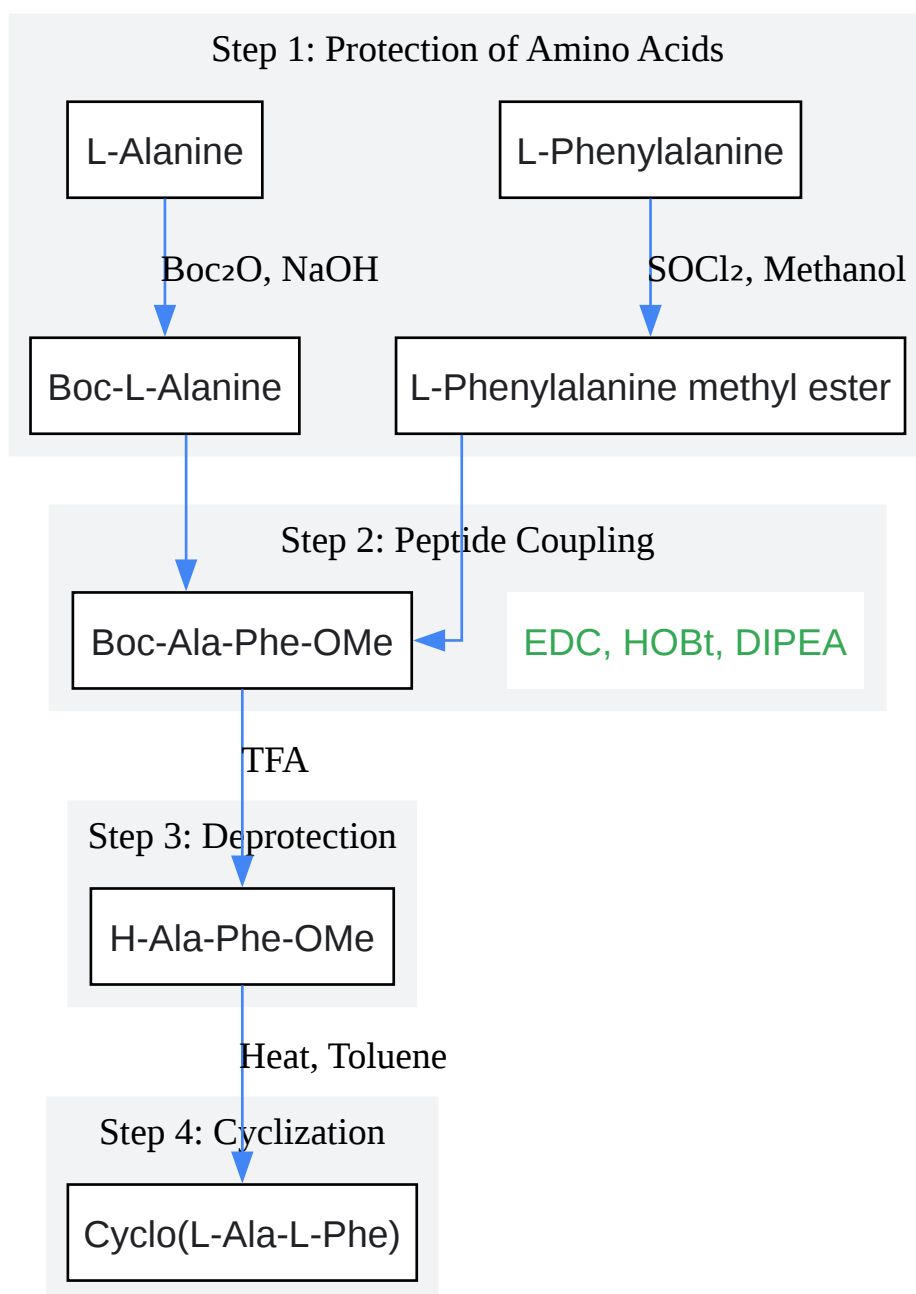 Step 1: Protection of Amino Acids
L-Alanine
L-Phenylalanine
Boc₂O, NaOH
SOCl₂, Methanol
Boc-L-Alanine
L-Phenylalanine methyl ester
Step 2: Peptide Coupling
Boc-Ala-Phe-OMe
EDC, HOBt, DIPEA
TFA
Step 3: Deprotection
H-Ala-Phe-OMe
Heat, Toluene
Step 4: Cyclization
Cyclo(L-Ala-L-Phe)